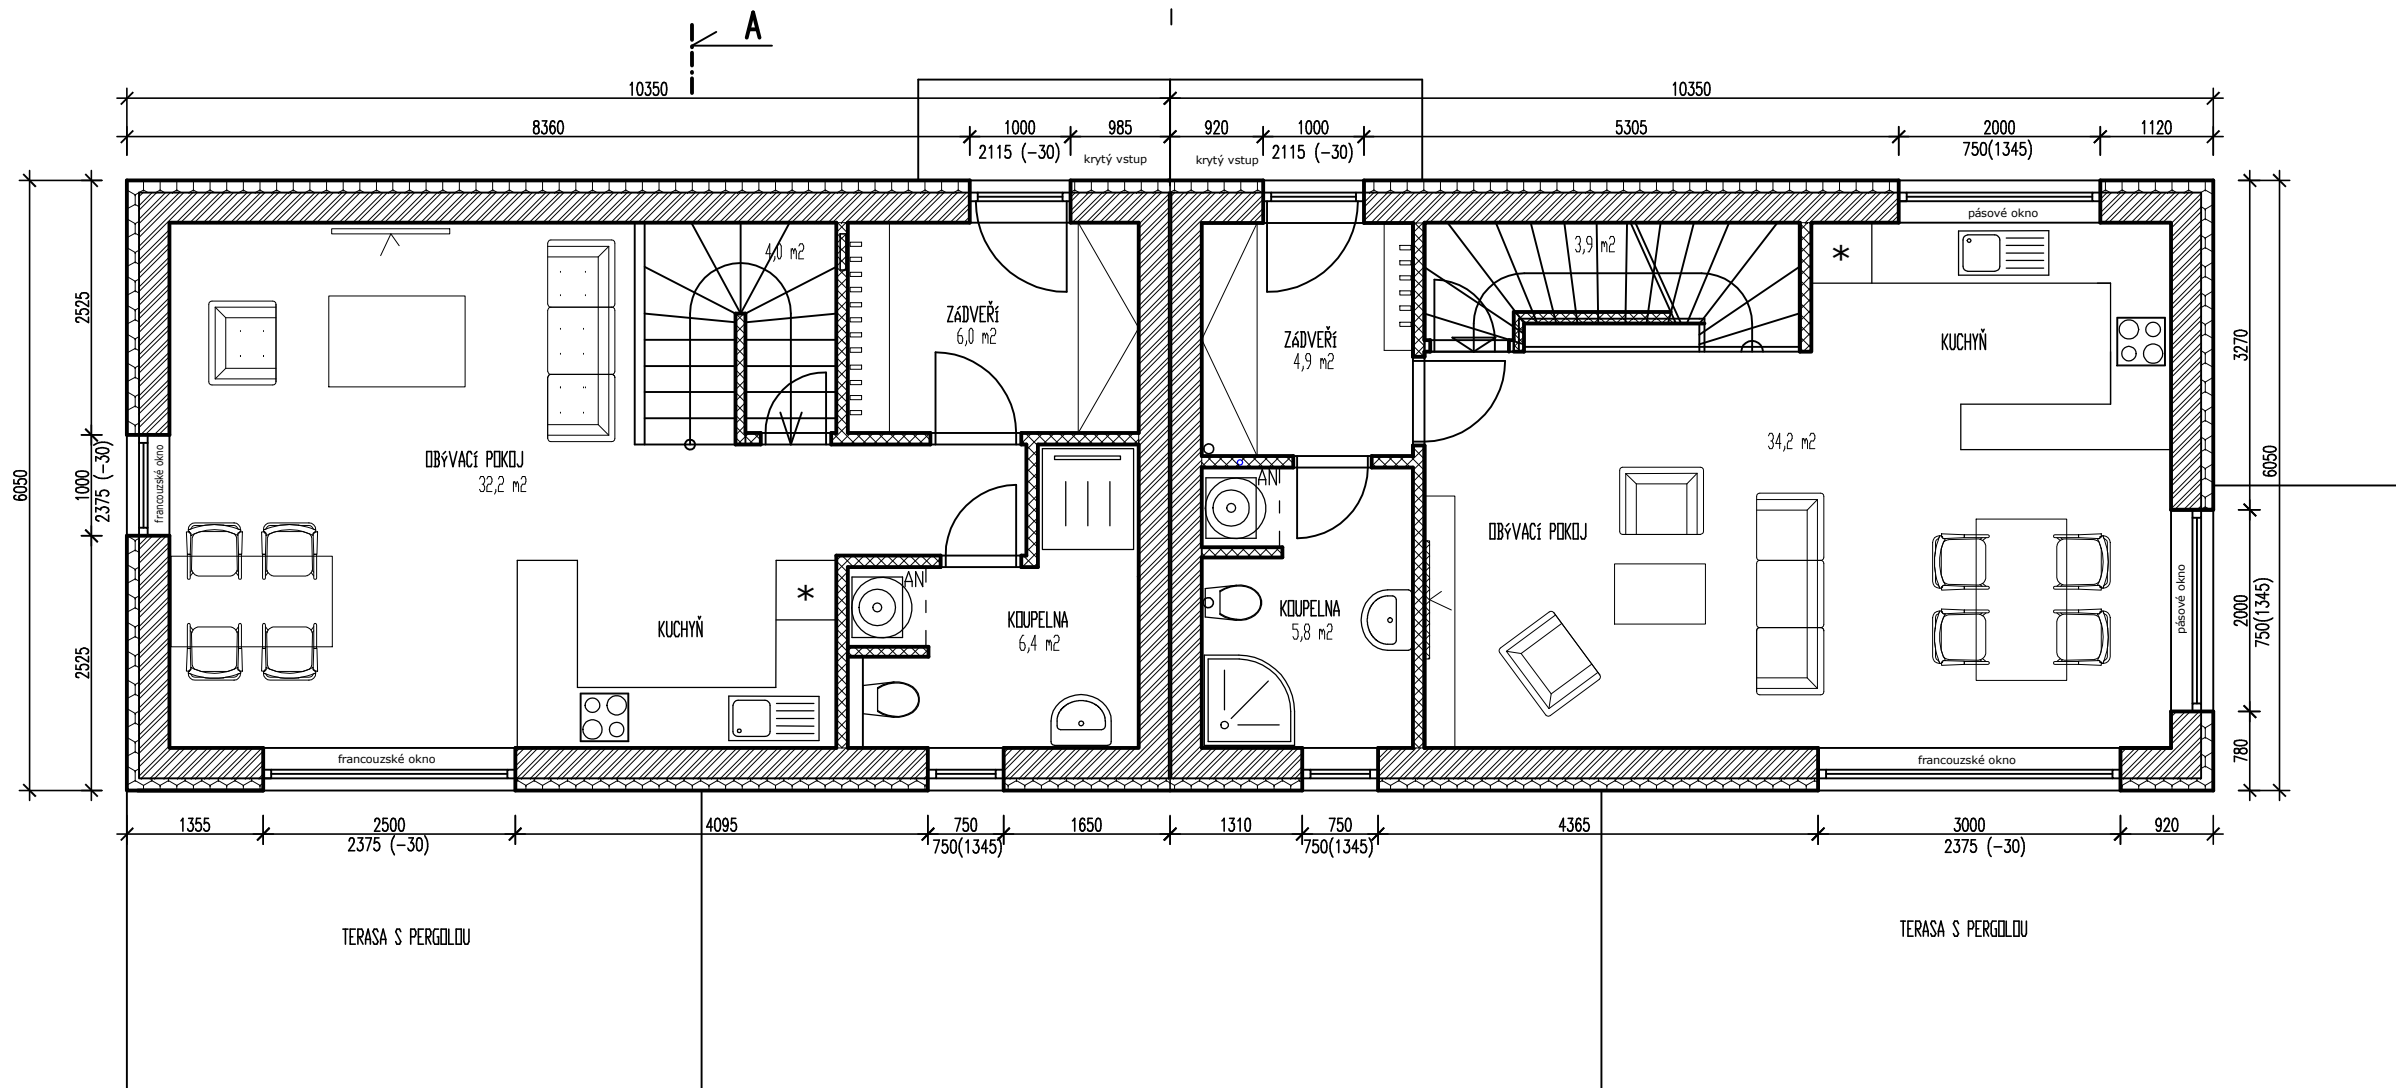 A
10350
10350
8360
1000
985
920
1000
5305
2000
1120
2115 (-30)
2115 (-30)
750(1345)
krytý vstup
krytý vstup
pásové okno
4,0 m2
3,9 m2
*
2525
ZÁDVEŘÍ
6,0 m2
ZÁDVEŘÍ
4,9 m2
KUCHYŇ
3270
OBÝVACÍ POKOJ
32,2 m2
34,2 m2
6050
1000
2375 (-30)
francouzské okno
AN
OBÝVACÍ POKOJ
6050
AN
*
KUCHYŇ
KOUPELNA
6,4 m2
KOUPELNA
5,8 m2
pásové okno
2000
750(1345)
2525
780
francouzské okno
francouzské okno
1355
2500
4095
750
1650
1310
750
4365
3000
920
2375 (-30)
750(1345)
750(1345)
2375 (-30)
TERASA S PERGOLOU
TERASA S PERGOLOU